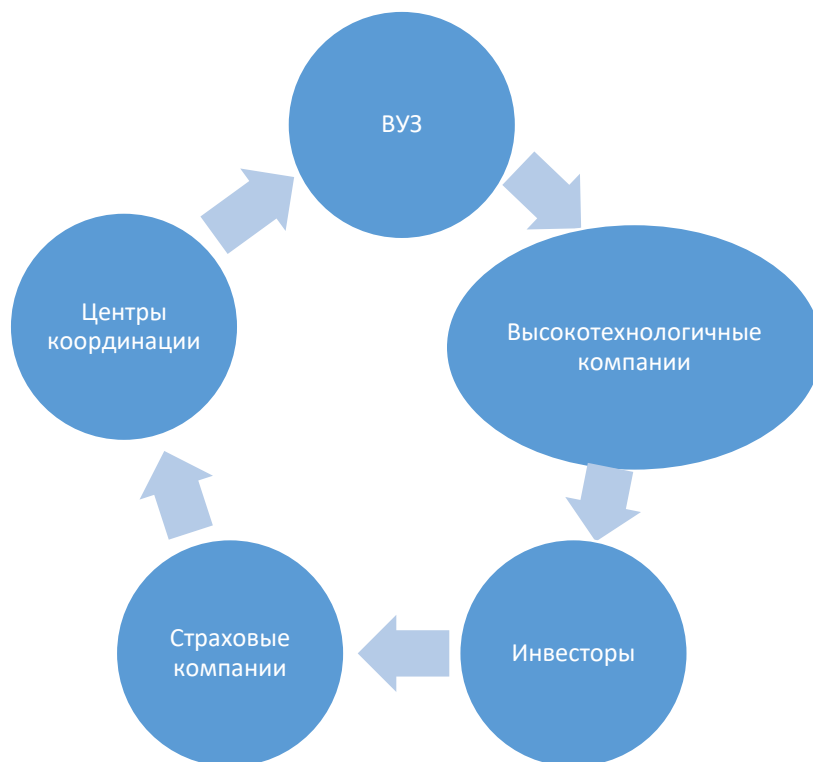 ВУЗ
Высокотехнологичные
компании
Инвесторы
Страховые
компании
Центры
координации